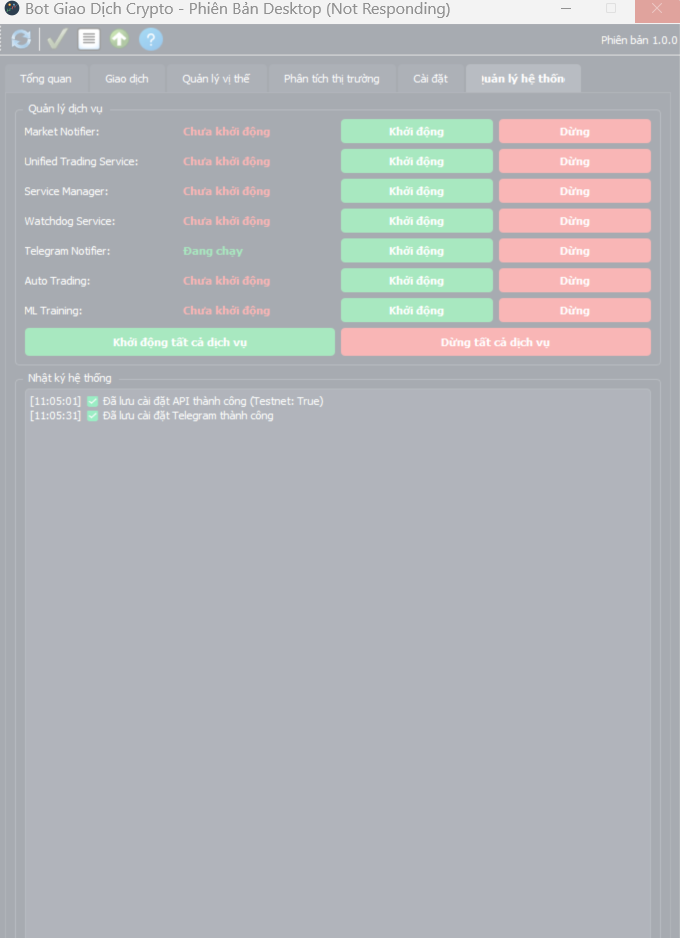 Bot Giao Dịch Crypto - Phiên Bản Desktop (Not Responding)
Phiên bản 1.0.0
Tổng quan Giao dịch Quản lý vị thế Phân tích thị trường Cài đặt Quản lý hệ thốn
Quản lý dịch vụ
Market Notifier: Chưa khởi động Khởi động Dừng
Unified Trading Service: Chưa khởi động Khởi động Dừng
Service Manager: Chưa khởi động Khởi động Dừng
Watchdog Service: Chưa khởi động Khởi động Dừng
Telegram Notifier: Đang chạy Khởi động Dừng
Auto Trading: Chưa khởi động Khởi động Dừng
ML Training: Chưa khởi động Khởi động Dừng
Khởi động tất cả dịch vụ Dừng tất cả dịch vụ
Nhật ký hệ thống
[11:05:01] ✅ Đã lưu cài đặt API thành công (Testnet: True)
[11:05:31] ✅ Đã lưu cài đặt Telegram thành công